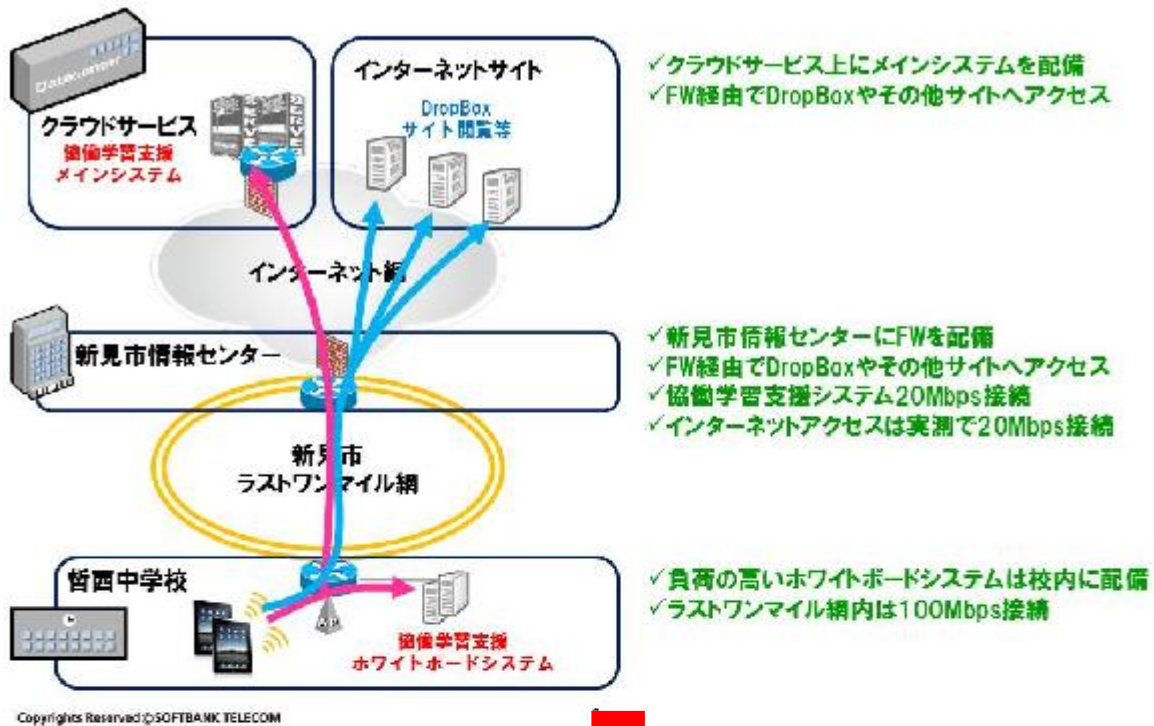 クラウドサービス
協働学習支援
メインシステム
インターネットサイト
DropBox
サイト閲覧等
✓クラウドサービス上にメインシステムを配備
✓FW経由でDropBoxやその他サイトへアクセス
インターネット網
新見市情報センター
✓新見市情報センターにFWを配備
✓FW経由でDropBoxやその他サイトへアクセス
✓協働学習支援システム20Mbps接続
✓インターネットアクセスは実測で20Mbps接続
新見市
ラストワンマイル網
哲西中学校
AP
協働学習支援
ホワイトボードシステム
✓負荷の高いホワイトボードシステムは校内に配備
✓ラストワンマイル網内は100Mbps接続
Copyrights Reserved ©SOFTBANK TELECOM